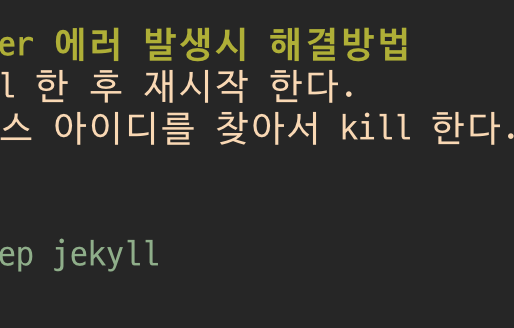 er 에러 발생시 해결방법
l 한 후 재시작 한다.
스 아이디를 찾아서 kill 한다.
ep jekyll